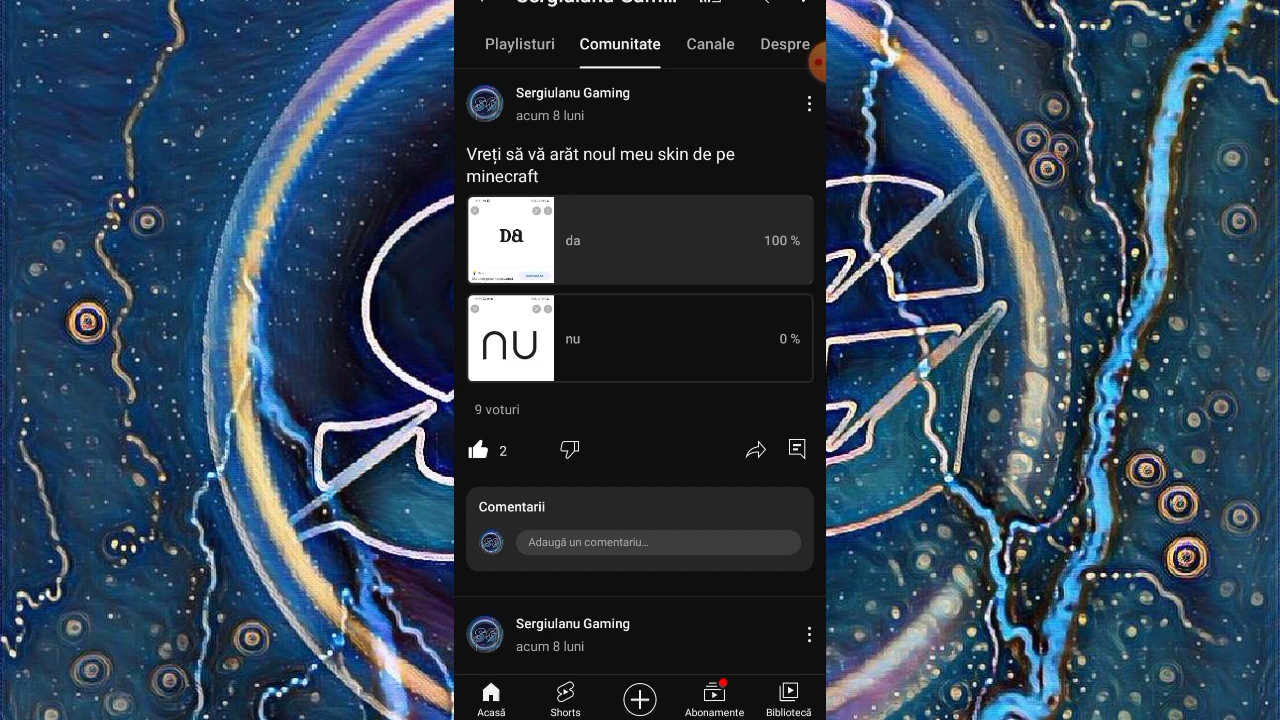 Playlisturi Comunitate Canale Despre
Sergiulanu Gaming
acum 8 luni
Vreți să vă arăt noul meu skin de pe
minecraft
Da
da 100 %
nu
nu 0 %
9 voturi
2
Comentarii
Adaugă un comentariu...
Sergiulanu Gaming
acum 8 luni
Acasă Shorts Abonamente Bibliotecă